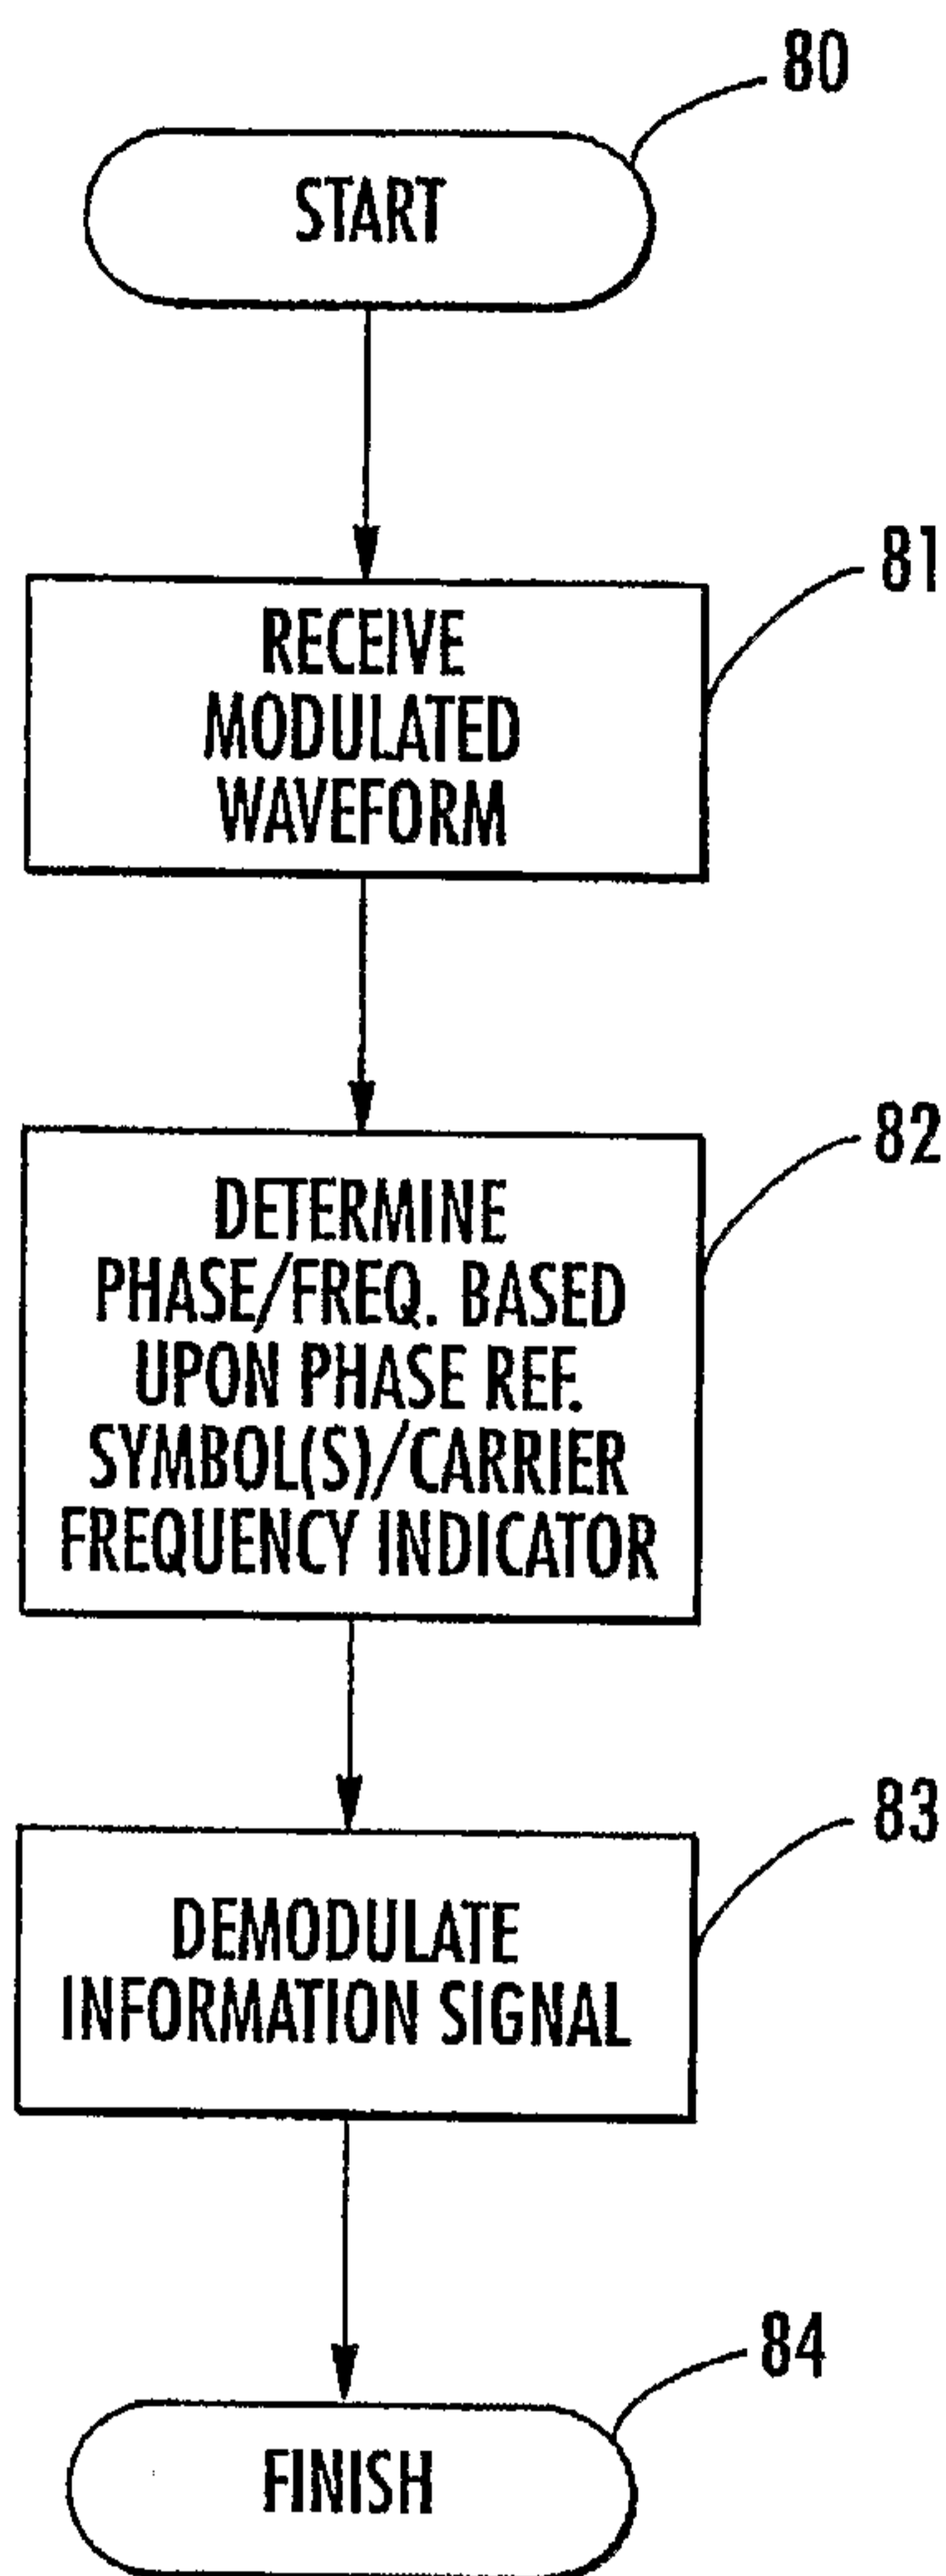 80
START
81
RECEIVE
MODULATED
WAVEFORM
82
DETERMINE
PHASE/FREQ. BASED
UPON PHASE REF.
SYMBOL(S)/CARRIER
FREQUENCY INDICATOR
83
DEMODULATE
INFORMATION SIGNAL
84
FINISH